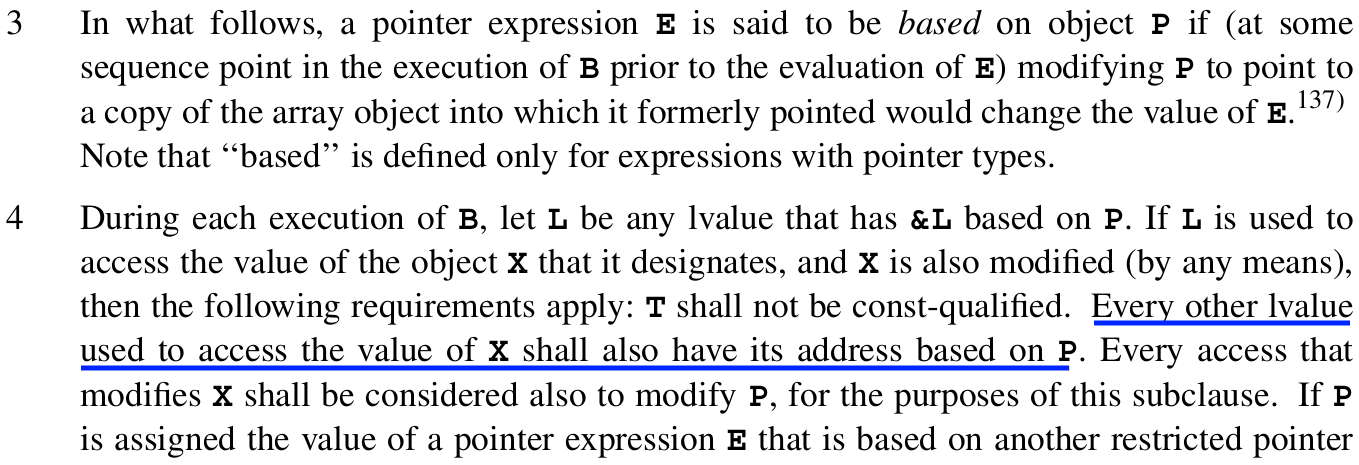 3 In what follows, a pointer expression E is said to be based on object P if (at some
sequence point in the execution of B prior to the evaluation of E) modifying P to point to
a copy of the array object into which it formerly pointed would change the value of E.137)
Note that ‘‘based’’ is defined only for expressions with pointer types.
4 During each execution of B, let L be any lvalue that has &L based on P. If L is used to
access the value of the object X that it designates, and X is also modified (by any means),
then the following requirements apply: T shall not be const-qualified. Every other lvalue
used to access the value of X shall also have its address based on P. Every access that
modifies X shall be considered also to modify P, for the purposes of this subclause. If P
is assigned the value of a pointer expression E that is based on another restricted pointer